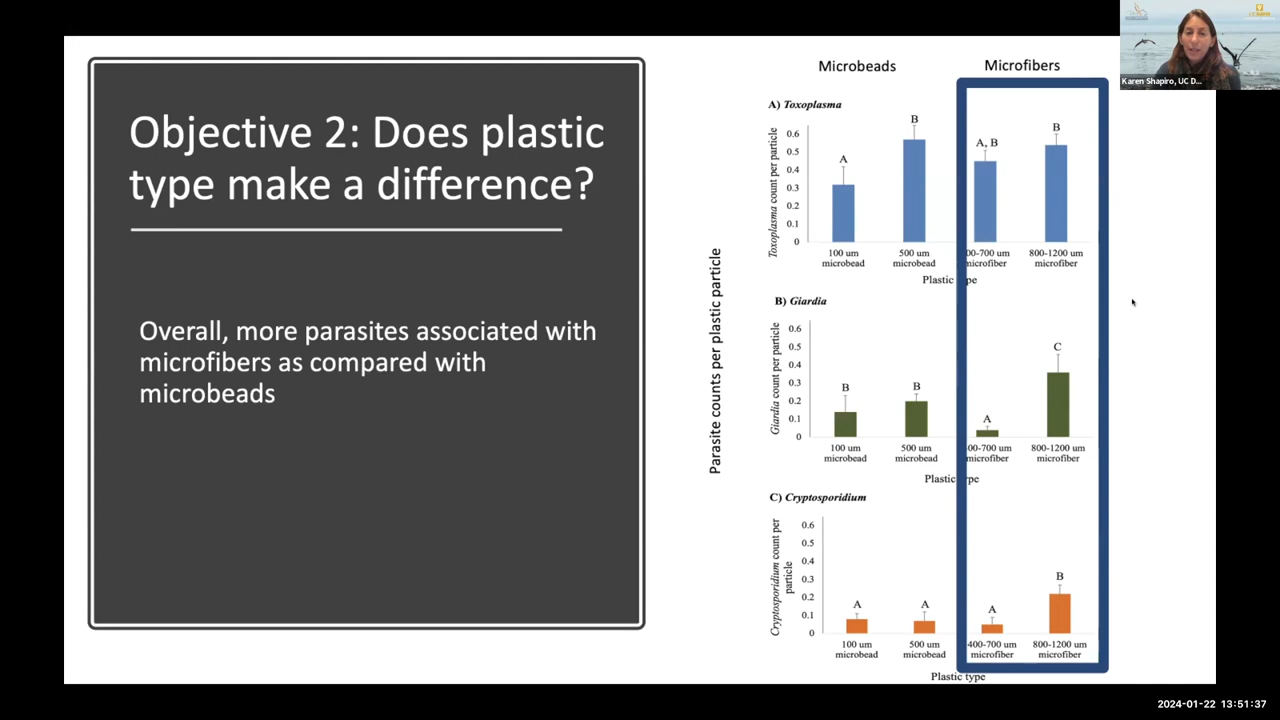 Objective 2: Does plastic
type make a difference?
Overall, more parasites associated with
microfibers as compared with
microbeads
Microbeads
Microfibers
Parasite counts per plastic particle
A) Toxoplasma
Toxoplasma count per particle
0.6
0.5
0.4
0.3
0.2
0.1
0
A
B
A, B
B
100 um
microbead
500 um
microbead
00-700 um
microfiber
800-1200 um
microfiber
Plastic type
B) Giardia
Giardia count per particle
0.6
0.5
0.4
0.3
0.2
0.1
0
B
B
A
C
100 um
microbead
500 um
microbead
00-700 um
microfiber
800-1200 um
microfiber
Plastic type
C) Cryptosporidium
Cryptosporidium count per
particle
0.6
0.5
0.4
0.3
0.2
0.1
0
A
A
A
B
100 um
microbead
500 um
microbead
400-700 um
microfiber
800-1200 um
microfiber
Plastic type
Karen Shapiro, UC D...
2024-01-22 13:51:37